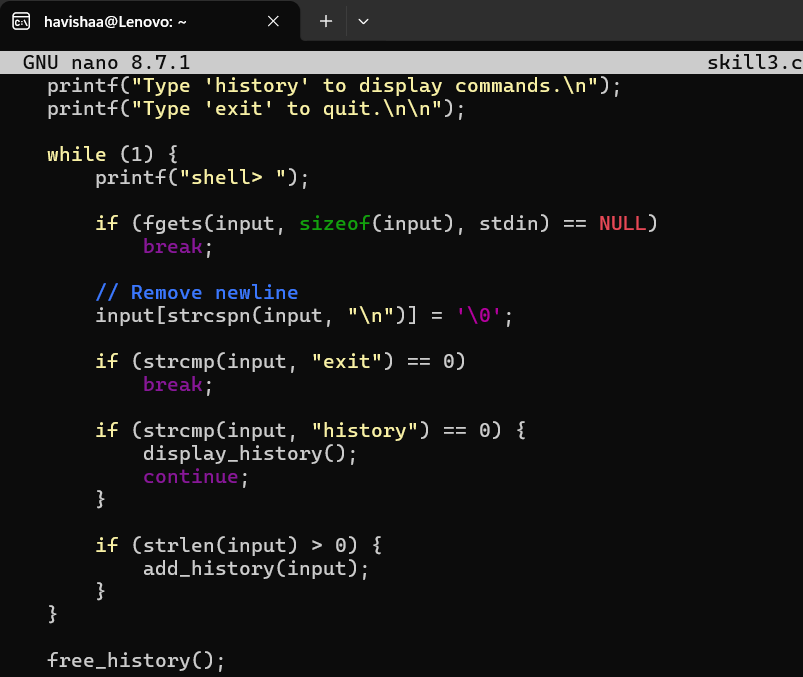 havishaa@Lenovo: ~
GNU nano 8.7.1 skill3.c
printf("Type 'history' to display commands.\n");
printf("Type 'exit' to quit.\n\n");
while (1) {
printf("shell> ");
if (fgets(input, sizeof(input), stdin) == NULL)
break;
// Remove newline
input[strcspn(input, "\n")] = '\0';
if (strcmp(input, "exit") == 0)
break;
if (strcmp(input, "history") == 0) {
display_history();
continue;
}
if (strlen(input) > 0) {
add_history(input);
}
}
free_history();